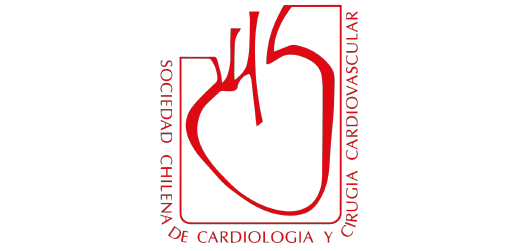 SOCIEDAD CHILENA
DE CARDIOLOGIA Y
CIRUGIA CARDIOVASCULAR